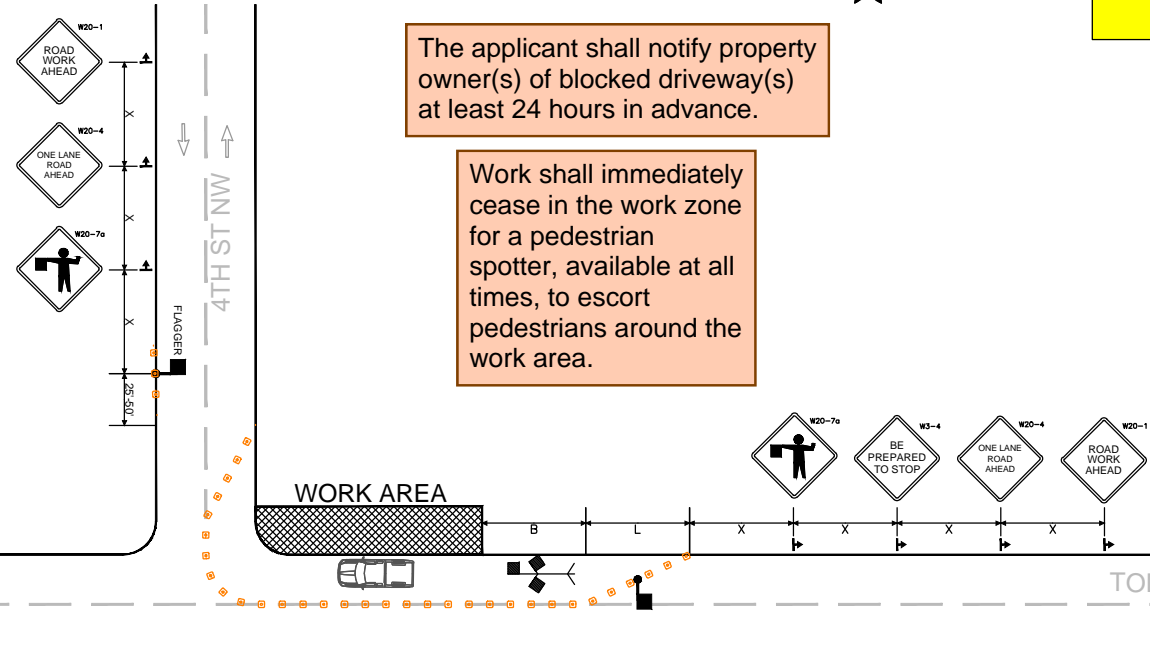 W20-1
ROAD
WORK
AHEAD
X
W20-4
ONE LANE
ROAD
AHEAD
X
W20-7a
X
FLAGGER
25'-50'
4TH ST NW
The applicant shall notify property
owner(s) of blocked driveway(s)
at least 24 hours in advance.
Work shall immediately
cease in the work zone
for a pedestrian
spotter, available at all
times, to escort
pedestrians around the
work area.
WORK AREA
B
L
X
X
X
X
W20-7a
W3-4
BE
PREPARED
TO STOP
W20-4
ONE LANE
ROAD
AHEAD
W20-1
ROAD
WORK
AHEAD